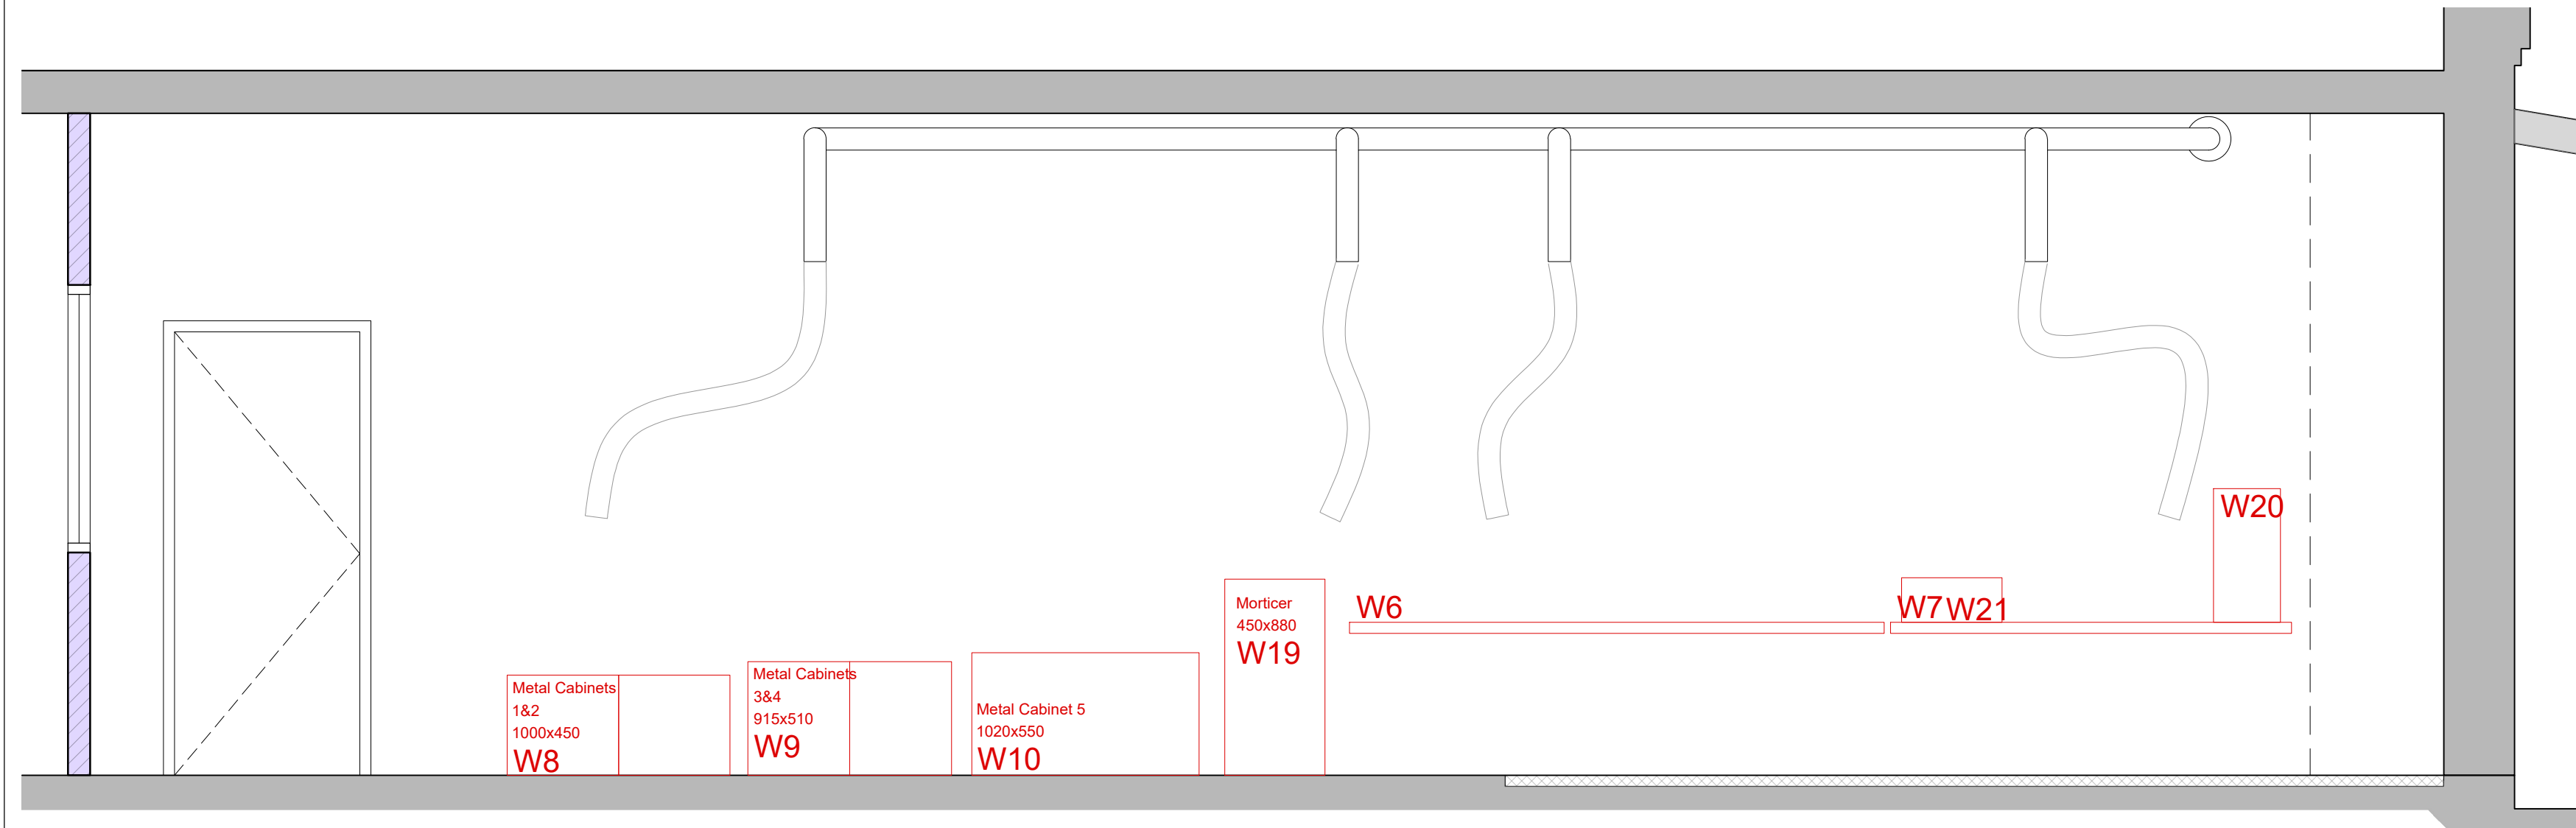 Metal Cabinets
1&2
1000x450
W8
Metal Cabinets
3&4
915x510
W9
Metal Cabinet 5
1020x550
W10
Morticer
450x880
W19
W6
W7
W21
W20